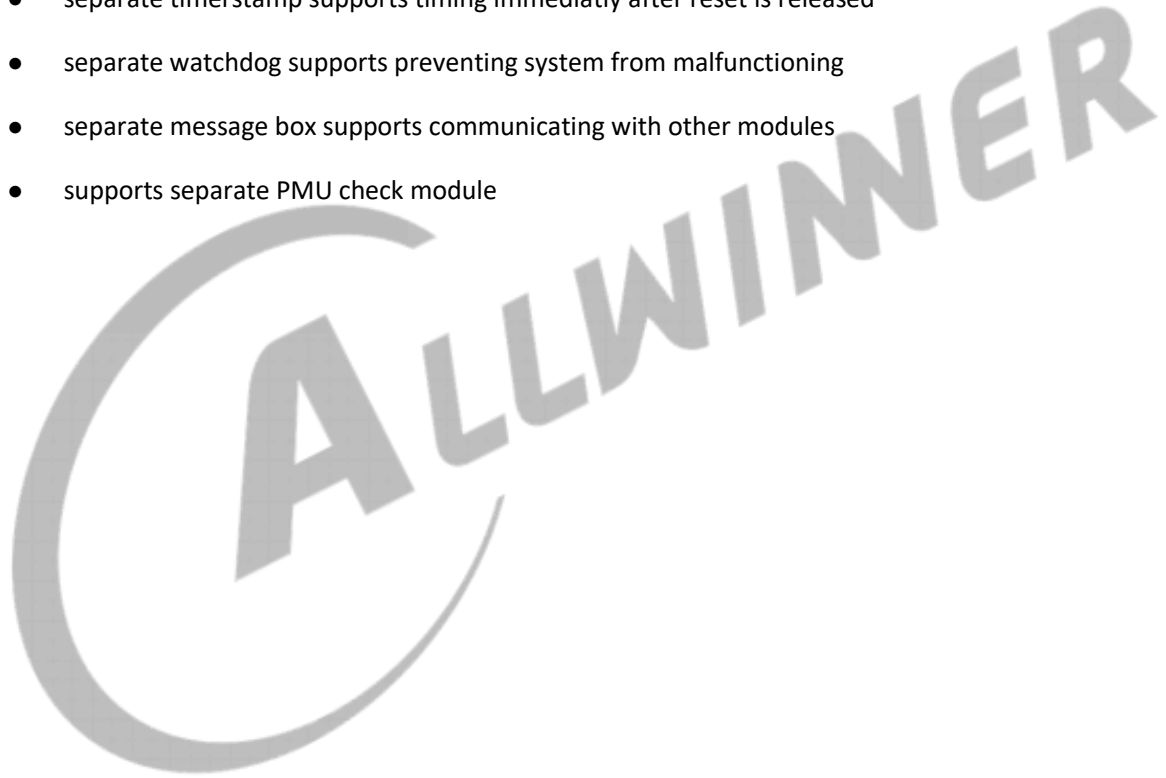 ● separate timerstamp supports timing immediatly after reset is released
● separate watchdog supports preventing system from malfunctioning
● separate message box supports communicating with other modules
● supports separate PMU check module
ALLWINNER